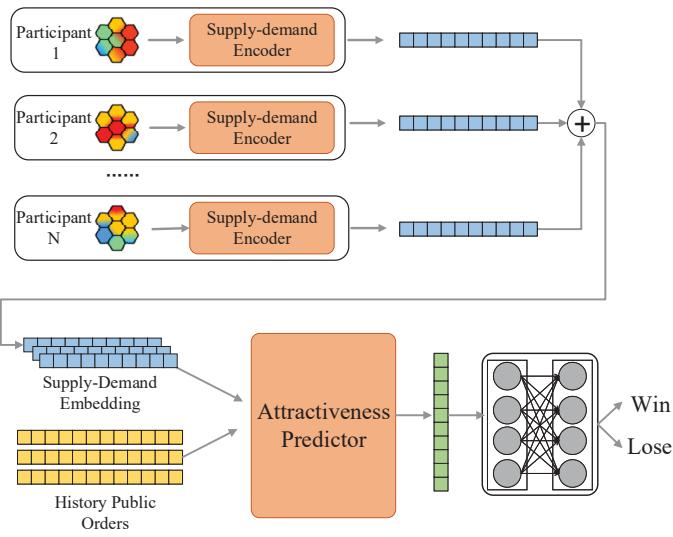 Participant
1
Supply-demand
Encoder
Participant
2
Supply-demand
Encoder
......
Participant
N
Supply-demand
Encoder
+
Supply-Demand
Embedding
Attractiveness
Predictor
Win
Lose
History Public
Orders